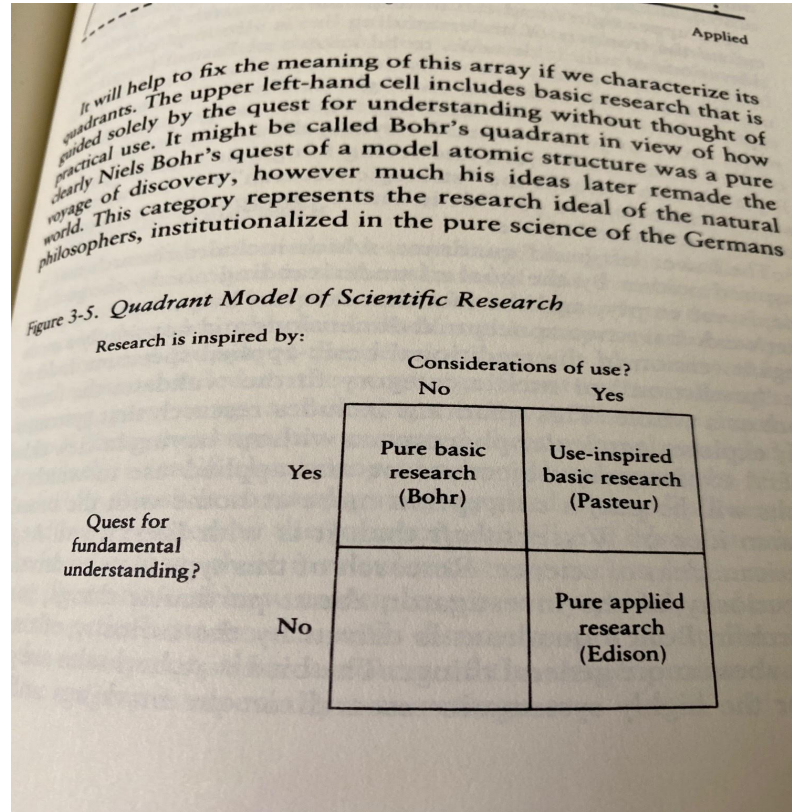 Applied
It will help to fix the meaning of this array if we characterize its
quadrants. The upper left-hand cell includes basic research that is
guided solely by the quest for understanding without thought of
practical use. It might be called Bohr's quadrant in view of how
clearly Niels Bohr's quest of a model atomic structure was a pure
voyage of discovery, however much his ideas later remade the
world. This category represents the research ideal of the natural
philosophers, institutionalized in the pure science of the Germans
Figure 3-5. Quadrant Model of Scientific Research
Research is inspired by:
Considerations of use?
No Yes
Quest for
fundamental
understanding?
Yes
Pure basic
research
(Bohr)
Use-inspired
basic research
(Pasteur)
No
Pure applied
research
(Edison)